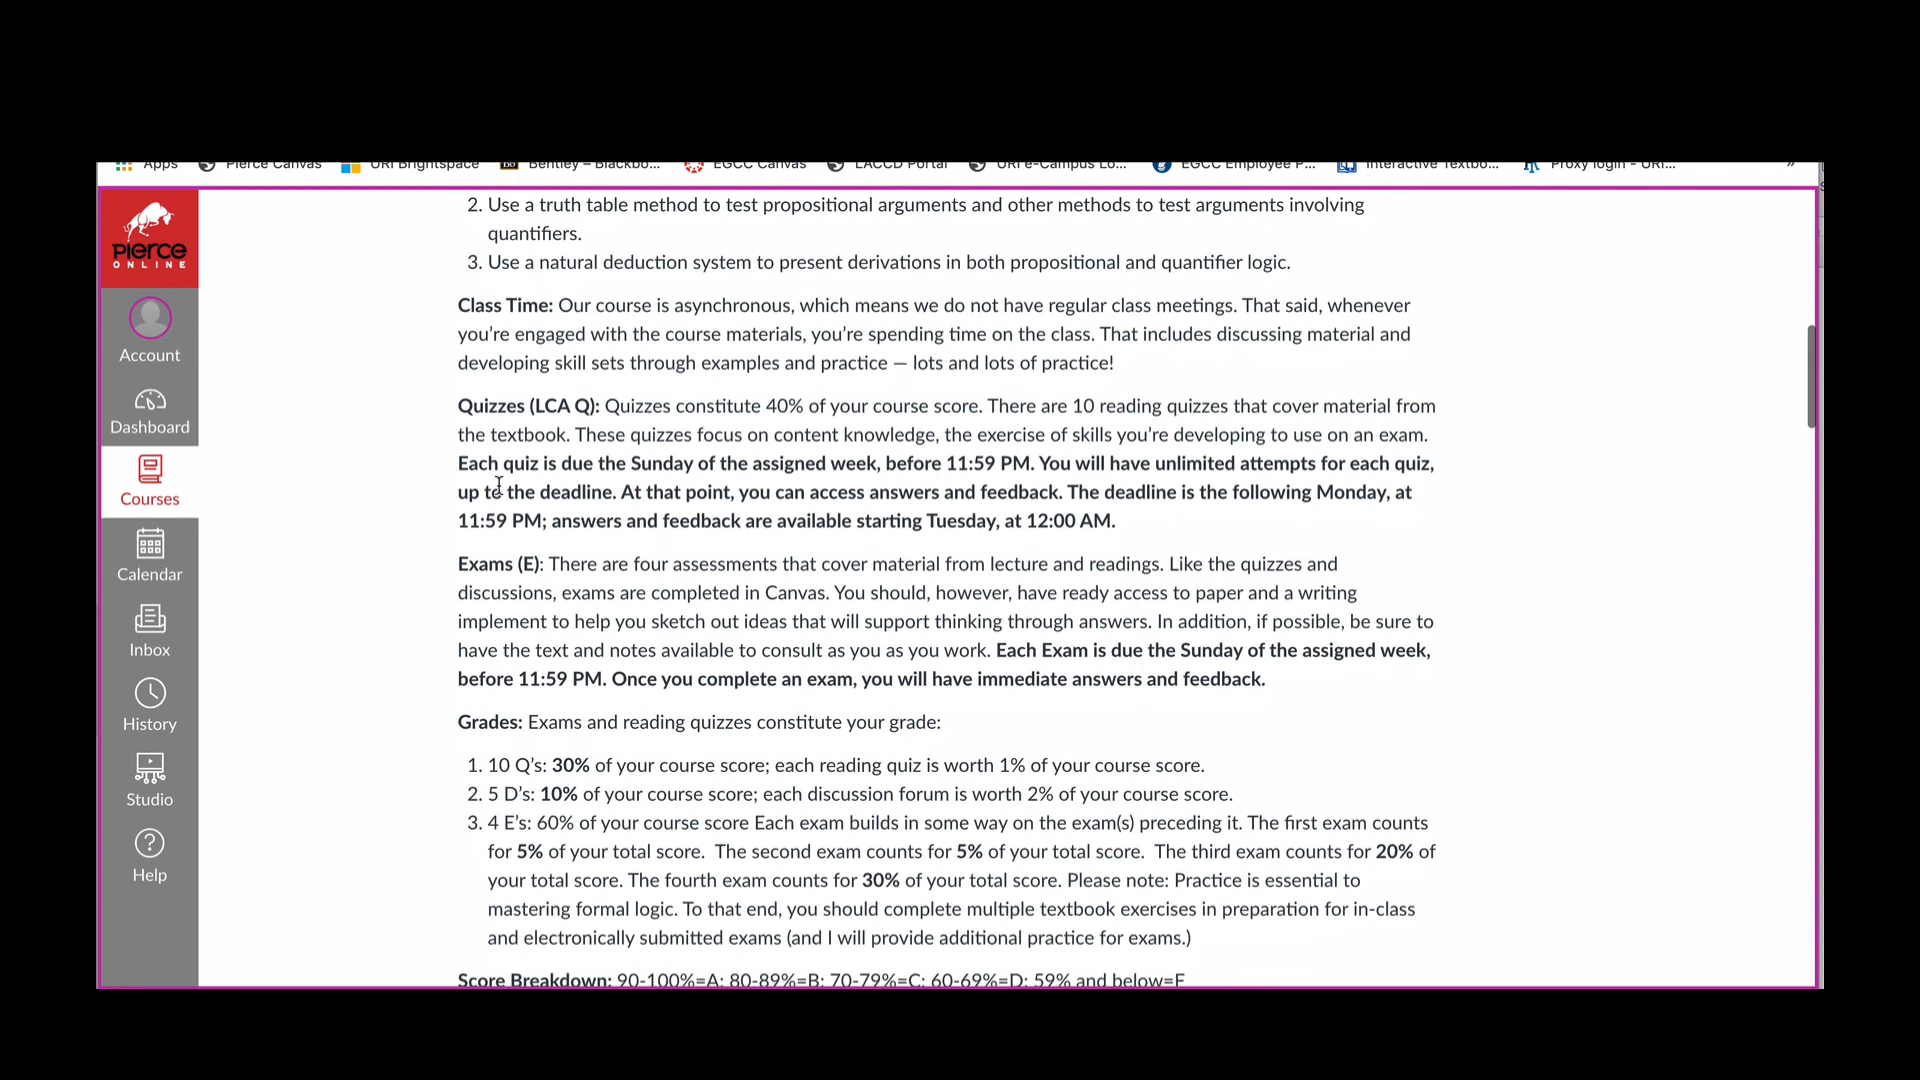 Apps Pierce Canvas URI Brightspace Bentley – Blackbo... EGCC Canvas LACCD Portal URI e-Campus Lo... EGCC Employee P... Interactive Textbo... Proxy login – URI... »
PIERCE
ONLINE
Account
Dashboard
Courses
Calendar
Inbox
History
Studio
Help
2. Use a truth table method to test propositional arguments and other methods to test arguments involving
quantifiers.
3. Use a natural deduction system to present derivations in both propositional and quantifier logic.
Class Time: Our course is asynchronous, which means we do not have regular class meetings. That said, whenever
you’re engaged with the course materials, you’re spending time on the class. That includes discussing material and
developing skill sets through examples and practice — lots and lots of practice!
Quizzes (LCA Q): Quizzes constitute 40% of your course score. There are 10 reading quizzes that cover material from
the textbook. These quizzes focus on content knowledge, the exercise of skills you’re developing to use on an exam.
Each quiz is due the Sunday of the assigned week, before 11:59 PM. You will have unlimited attempts for each quiz,
up to the deadline. At that point, you can access answers and feedback. The deadline is the following Monday, at
11:59 PM; answers and feedback are available starting Tuesday, at 12:00 AM.
Exams (E): There are four assessments that cover material from lecture and readings. Like the quizzes and
discussions, exams are completed in Canvas. You should, however, have ready access to paper and a writing
implement to help you sketch out ideas that will support thinking through answers. In addition, if possible, be sure to
have the text and notes available to consult as you as you work. Each Exam is due the Sunday of the assigned week,
before 11:59 PM. Once you complete an exam, you will have immediate answers and feedback.
Grades: Exams and reading quizzes constitute your grade:
1. 10 Q’s: 30% of your course score; each reading quiz is worth 1% of your course score.
2. 5 D’s: 10% of your course score; each discussion forum is worth 2% of your course score.
3. 4 E’s: 60% of your course score Each exam builds in some way on the exam(s) preceding it. The first exam counts
for 5% of your total score. The second exam counts for 5% of your total score. The third exam counts for 20% of
your total score. The fourth exam counts for 30% of your total score. Please note: Practice is essential to
mastering formal logic. To that end, you should complete multiple textbook exercises in preparation for in-class
and electronically submitted exams (and I will provide additional practice for exams.)
Score Breakdown: 90-100%=A; 80-89%=B; 70-79%=C; 60-69%=D; 59% and below=F